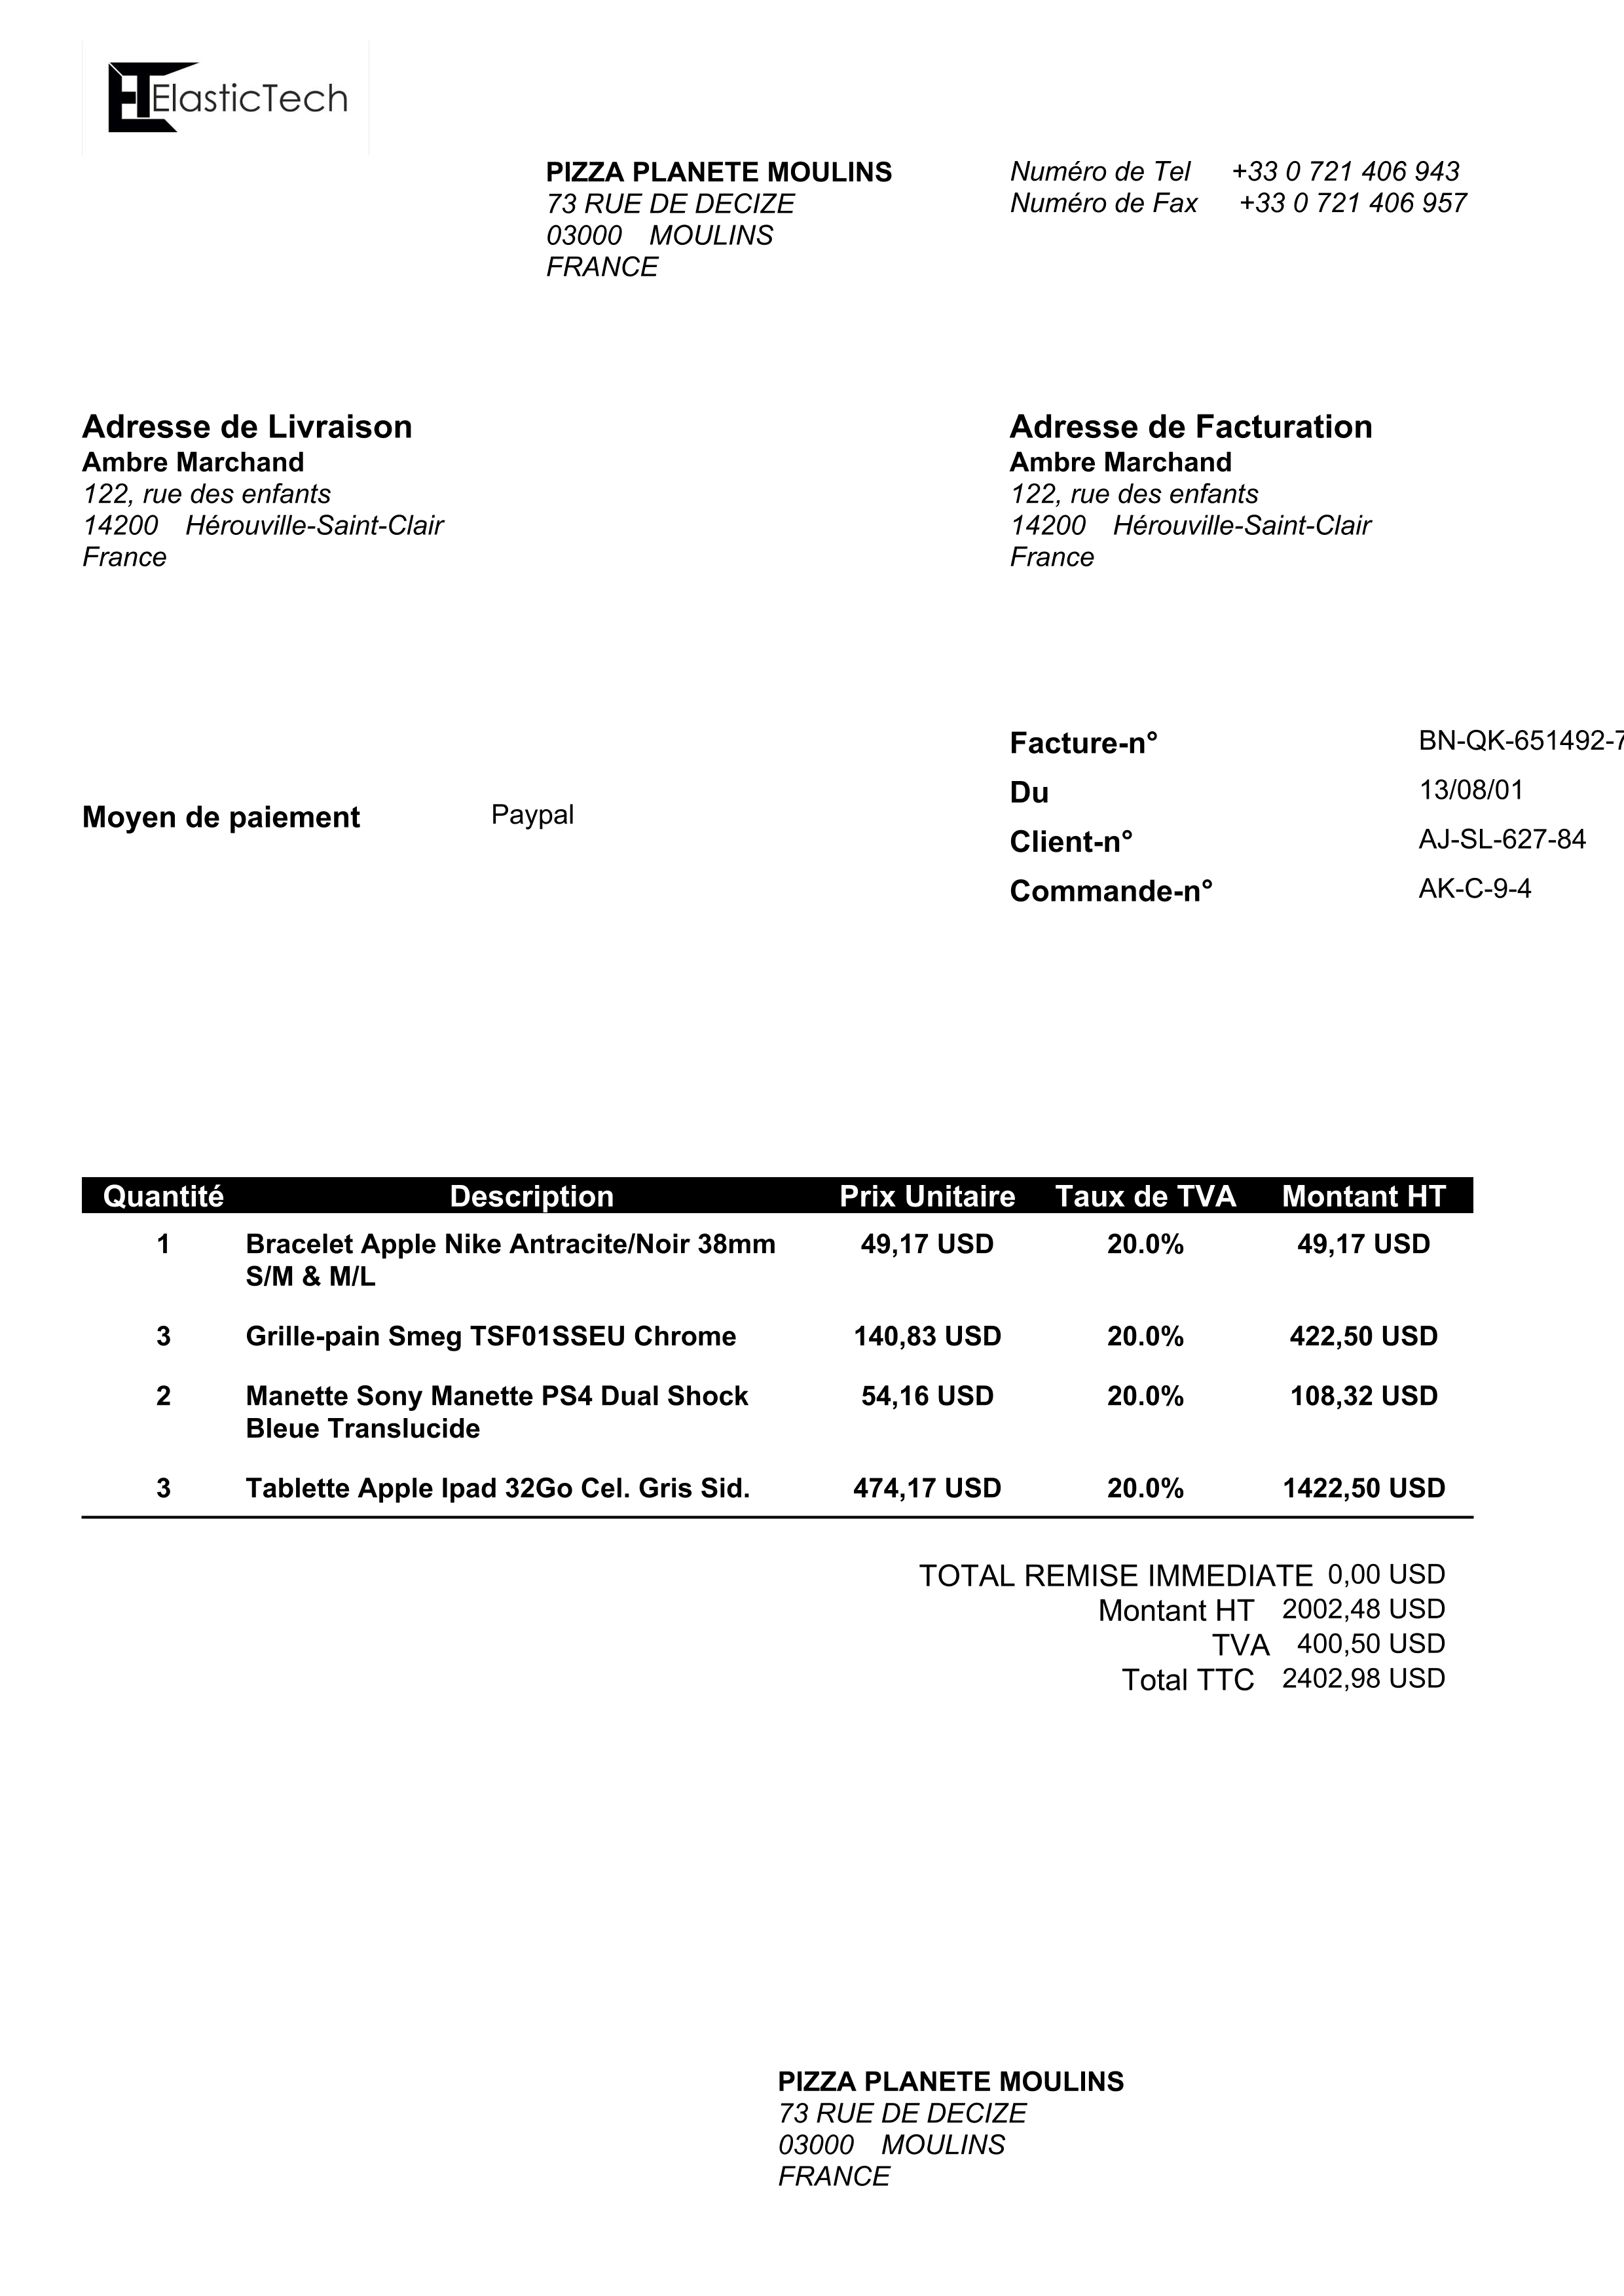 ElasticTech
PIZZA PLANETE MOULINS
73 RUE DE DECIZE
03000 MOULINS
FRANCE
Numéro de Tel +33 0 721 406 943
Numéro de Fax +33 0 721 406 957
Adresse de Livraison
Ambre Marchand
122, rue des enfants
14200 Hérouville-Saint-Clair
France
Adresse de Facturation
Ambre Marchand
122, rue des enfants
14200 Hérouville-Saint-Clair
France
Moyen de paiement Paypal
Facture-n° BN-QK-651492-7
Du 13/08/01
Client-n° AJ-SL-627-84
Commande-n° AK-C-9-4
Quantité Description Prix Unitaire Taux de TVA Montant HT
1 Bracelet Apple Nike Antracite/Noir 38mm 49,17 USD 20.0% 49,17 USD
S/M & M/L
3 Grille-pain Smeg TSF01SSEU Chrome 140,83 USD 20.0% 422,50 USD
2 Manette Sony Manette PS4 Dual Shock 54,16 USD 20.0% 108,32 USD
Bleue Translucide
3 Tablette Apple Ipad 32Go Cel. Gris Sid. 474,17 USD 20.0% 1422,50 USD
TOTAL REMISE IMMEDIATE 0,00 USD
Montant HT 2002,48 USD
TVA 400,50 USD
Total TTC 2402,98 USD
PIZZA PLANETE MOULINS
73 RUE DE DECIZE
03000 MOULINS
FRANCE